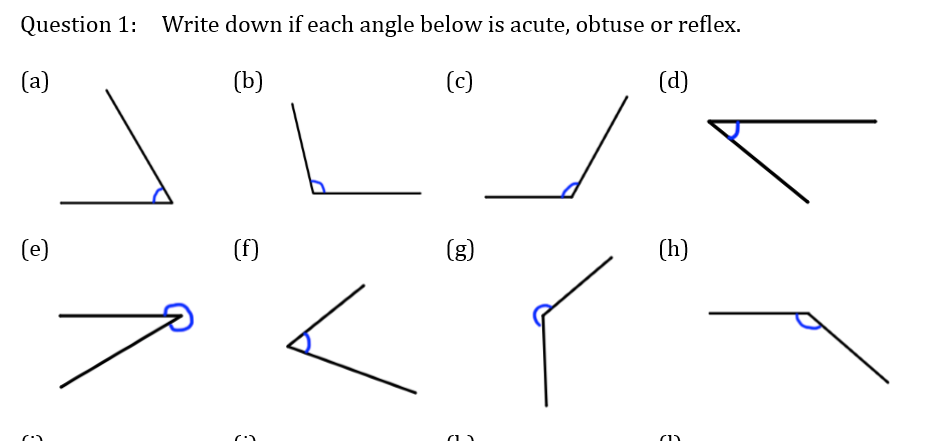 Question 1: Write down if each angle below is acute, obtuse or reflex.
(a) (b) (c) (d)
(e) (f) (g) (h)